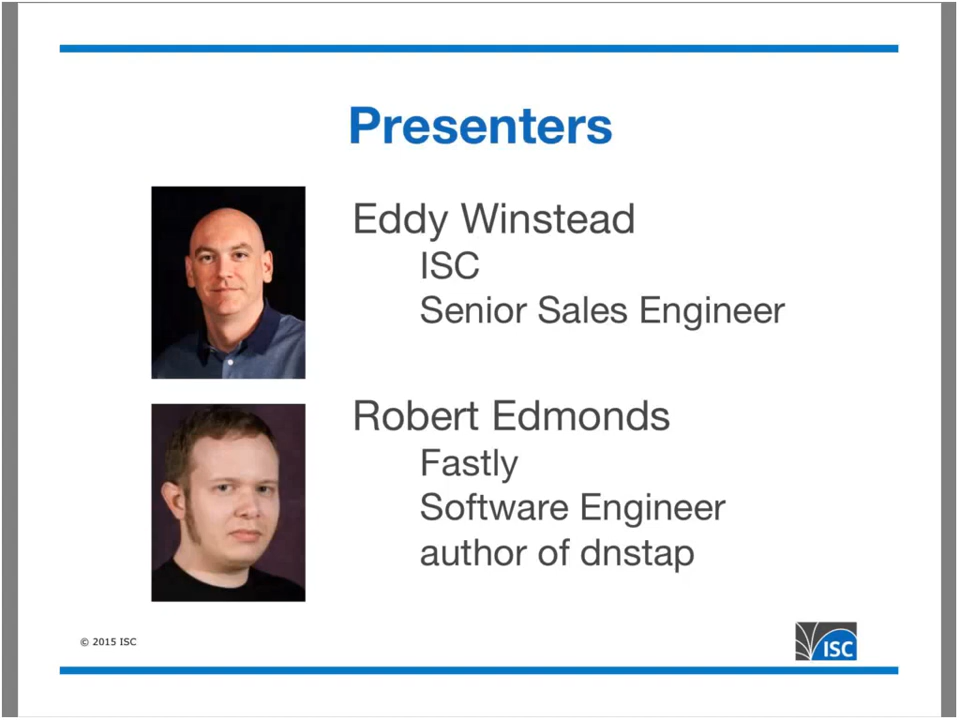 Presenters
Eddy Winstead
ISC
Senior Sales Engineer
Robert Edmonds
Fastly
Software Engineer
author of dnstap
© 2015 ISC
ISC